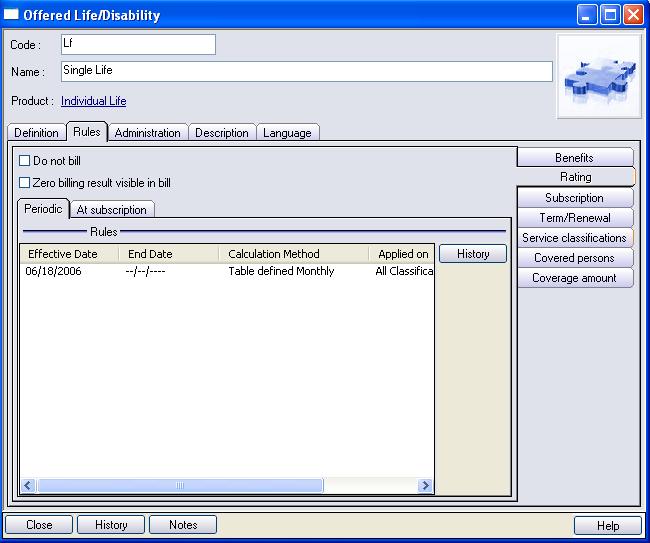 Offered Life/Disability
Code :
Lf
Name :
Single Life
Product :
Individual Life
Definition
Rules
Administration
Description
Language
Do not bill
Zero billing result visible in bill
Periodic
At subscription
Rules
Effective Date
End Date
Calculation Method
Applied on
06/18/2006
--/--/----
Table defined Monthly
All Classifica
History
Benefits
Rating
Subscription
Term/Renewal
Service classifications
Covered persons
Coverage amount
Close
History
Notes
Help